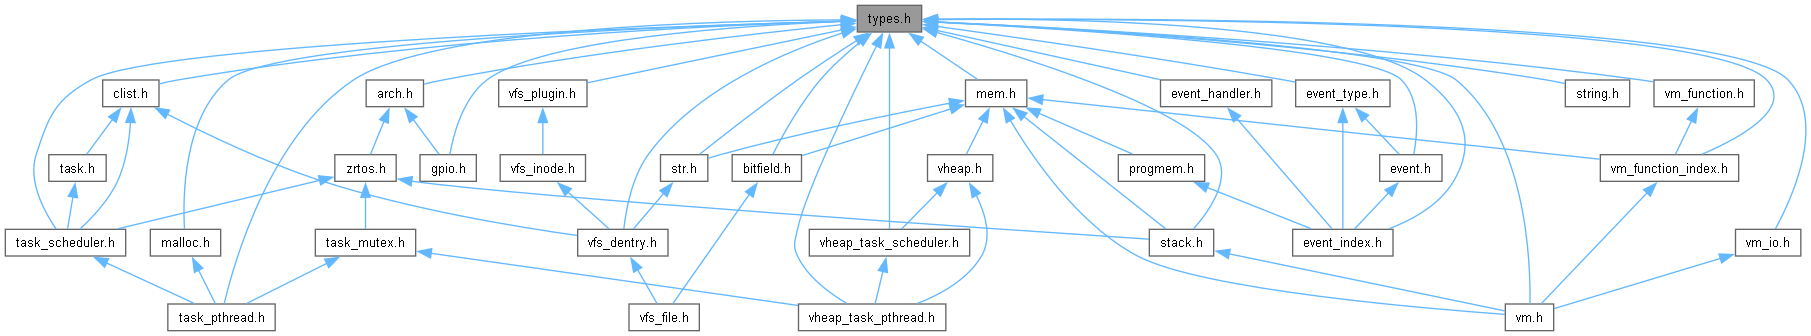 types.h
clist.h
arch.h
vfs_plugin.h
mem.h
event_handler.h
event_type.h
string.h
vm_function.h
task.h
zrtos.h
gpio.h
vfs_inode.h
str.h
bitfield.h
vheap.h
progmem.h
event.h
vm_function_index.h
task_scheduler.h
malloc.h
task_mutex.h
vfs_dentry.h
vheap_task_scheduler.h
stack.h
event_index.h
vm_io.h
task_pthread.h
vfs_file.h
vheap_task_pthread.h
vm.h